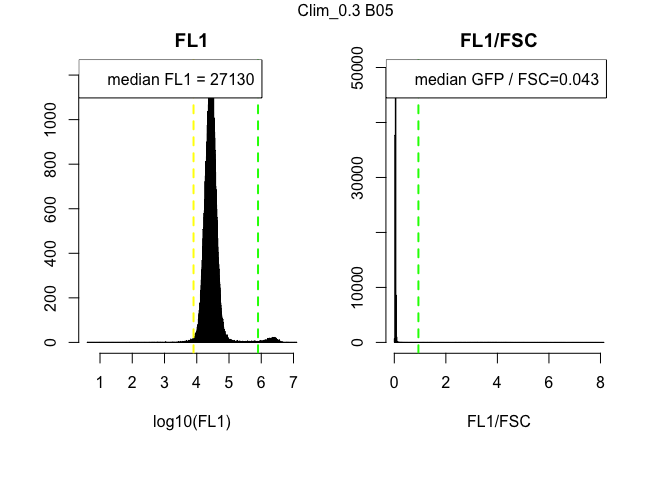 Clim_0.3 B05
FL1
FL1/FSC
median FL1 = 27130
median GFP / FSC=0.043
0
200
400
600
800
1000
1 2 3 4 5 6 7
log10(FL1)
0
10000
30000
50000
0 2 4 6 8
FL1/FSC